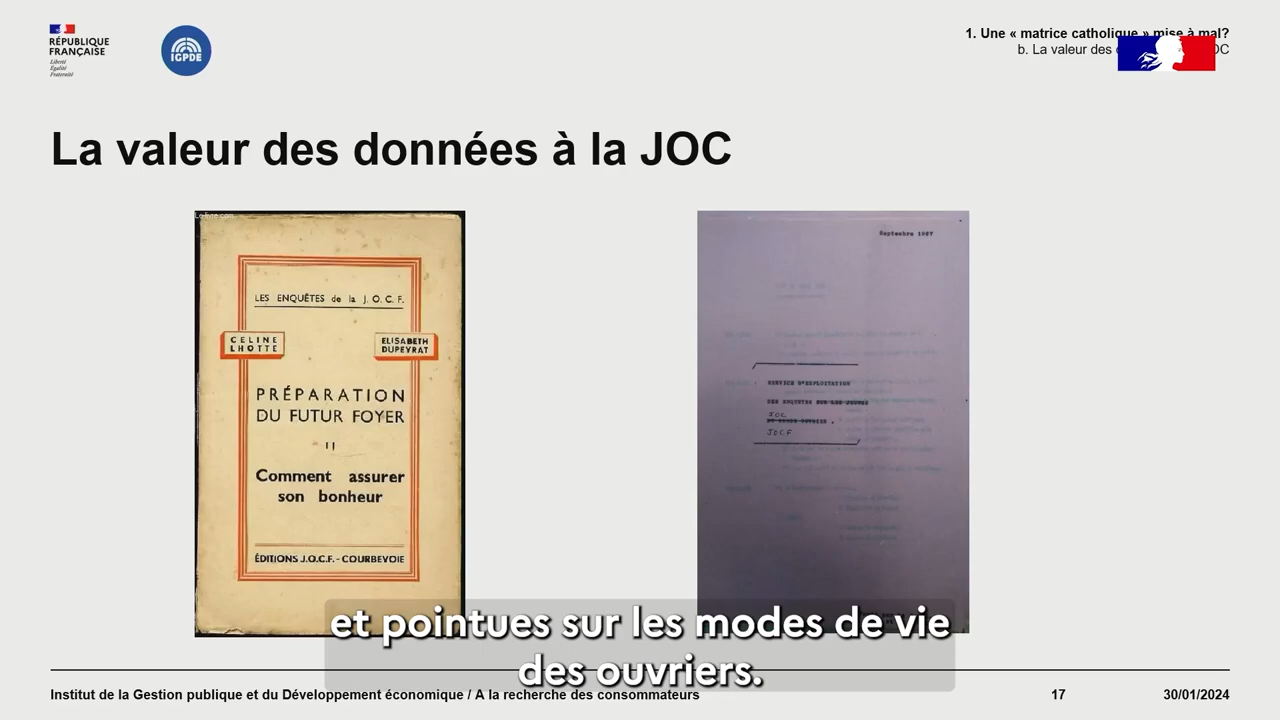 RÉPUBLIQUE
FRANÇAISE
Liberté
Égalité
Fraternité
IGPDE
1. Une « matrice catholique » mise à mal?
b. La valeur des
OC
La valeur des données à la JOC
LES ENQUÊTES de la J.O.C.F.
CELINE
LHOTTE
ELISABETH
DUPEYRAT
PRÉPARATION
DU FUTUR FOYER
II
Comment assurer
son bonheur
ÉDITIONS J.O.C.F. - COURBEVOIE
Septembre 1967
SERVICE D'EXPLOITATION
DES ENQUETES SUR LES JEUNES
JOC
DU MONDE OUVRIER .
JOCF
et pointues sur les modes de vie
des ouvriers.
Institut de la Gestion publique et du Développement économique / A la recherche des consommateurs
17
30/01/2024